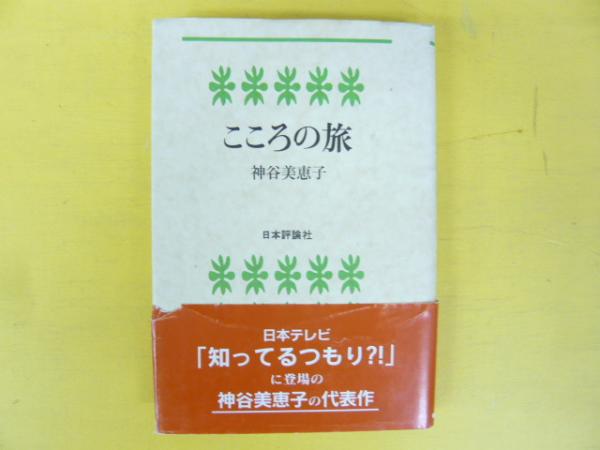 こころの旅
神谷美恵子
日本評論社
日本テレビ
「知ってるつもり?!」
に登場の
神谷美恵子の代表作